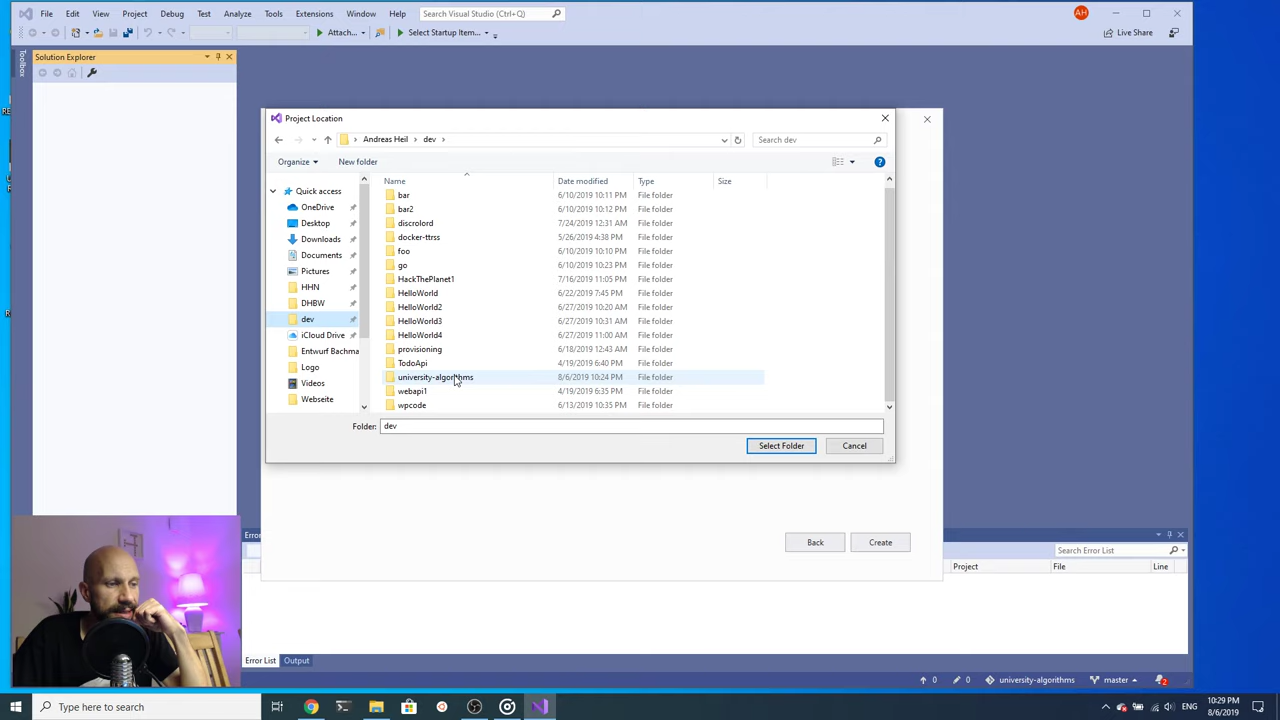 File Edit View Project Debug Test Analyze Tools Extensions Window Help Search Visual Studio (Ctrl+Q) AH
Attach... Select Startup Item... Live Share
Toolbox
Solution Explorer
Project Location
Andreas Heil dev Search dev
Organize New folder
Name Date modified Type Size
Quick access
OneDrive
Desktop
Downloads
Documents
Pictures
HHN
DHBW
dev
iCloud Drive
Entwurf Bachma
Logo
Videos
Webseite
bar 6/10/2019 10:11 PM File folder
bar2 6/10/2019 10:12 PM File folder
discrolord 7/24/2019 12:31 AM File folder
docker-ttrss 5/26/2019 4:38 PM File folder
foo 6/10/2019 10:10 PM File folder
go 6/10/2019 10:23 PM File folder
HackThePlanet1 7/16/2019 11:05 PM File folder
HelloWorld 6/22/2019 7:45 PM File folder
HelloWorld2 6/27/2019 10:20 AM File folder
HelloWorld3 6/27/2019 10:31 AM File folder
HelloWorld4 6/27/2019 11:00 AM File folder
provisioning 6/18/2019 12:43 AM File folder
TodoApi 4/19/2019 6:40 PM File folder
university-algorithms 8/6/2019 10:24 PM File folder
webapi1 4/19/2019 6:35 PM File folder
wpcode 6/13/2019 10:35 PM File folder
Folder: dev
Select Folder Cancel
Back Create
Search Error List
Project File Line
Error List Output
0 0 university-algorithms master 2
Type here to search
10:29 PM
8/6/2019